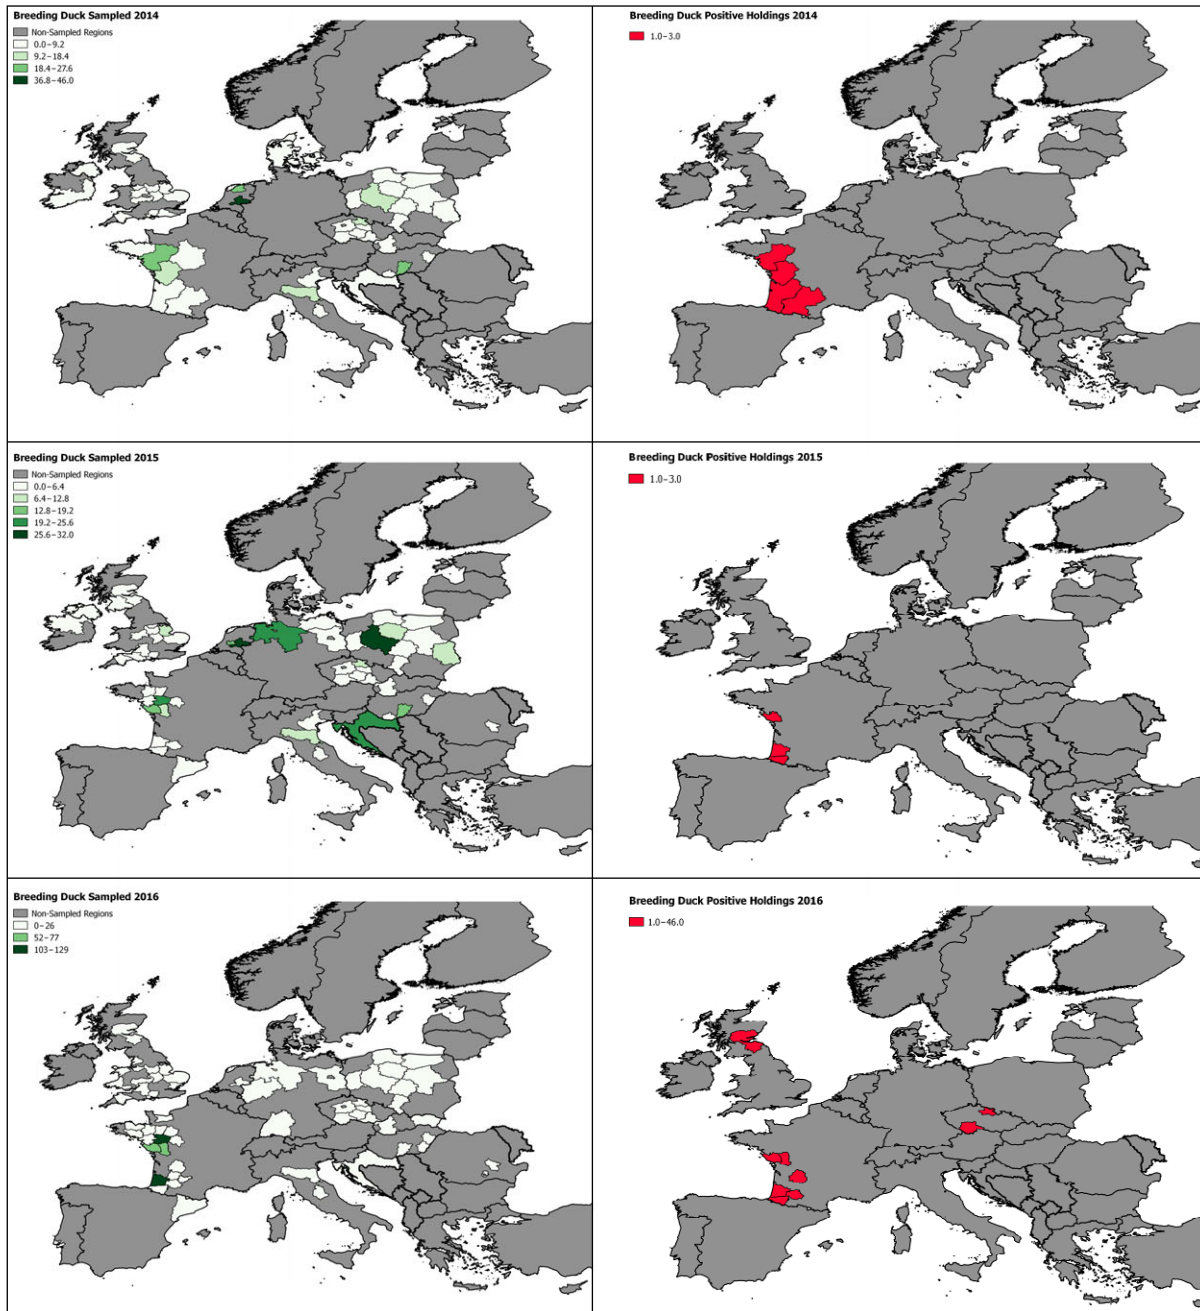 Breeding Duck Sampled 2014
Non-Sampled Regions
0.0–9.2
9.2–18.4
18.4–27.6
36.8–46.0
Breeding Duck Positive Holdings 2014
1.0–3.0
Breeding Duck Sampled 2015
Non-Sampled Regions
0.0–6.4
6.4–12.8
12.8–19.2
19.2–25.6
25.6–32.0
Breeding Duck Positive Holdings 2015
1.0–3.0
Breeding Duck Sampled 2016
Non-Sampled Regions
0–26
52–77
103–129
Breeding Duck Positive Holdings 2016
1.0–46.0